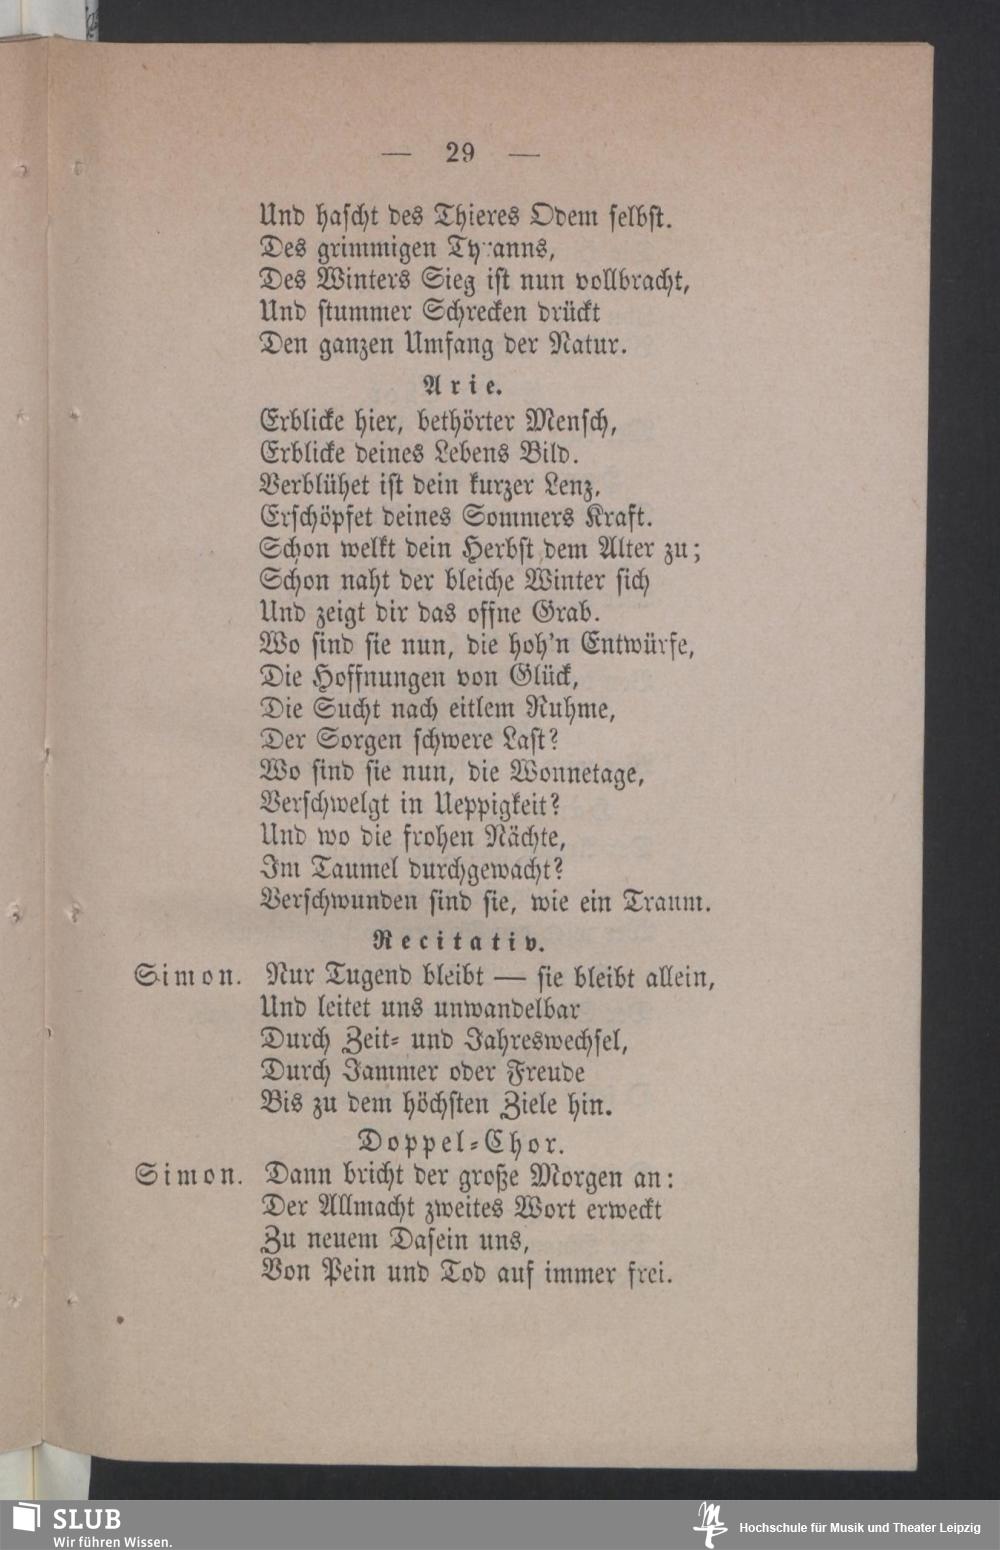 — 29 —
Und hascht des Thieres Odem selbst.
Des grimmigen Tyranns,
Des Winters Sieg ist nun vollbracht,
Und stummer Schrecken drückt
Den ganzen Umfang der Natur.
Arie.
Erblicke hier, bethörter Mensch,
Erblicke deines Lebens Bild.
Verblühet ist dein kurzer Lenz,
Erschöpfet deines Sommers Kraft.
Schon welkt dein Herbst dem Alter zu;
Schon naht der bleiche Winter sich
Und zeigt dir das offne Grab.
Wo sind sie nun, die hoh'n Entwürfe,
Die Hoffnungen von Glück,
Die Sucht nach eitlem Ruhme,
Der Sorgen schwere Last?
Wo sind sie nun, die Wonnetage,
Verschwelgt in Ueppigkeit?
Und wo die frohen Nächte,
Im Taumel durchgewacht?
Verschwunden sind sie, wie ein Traum.
Recitativ.
Simon. Nur Tugend bleibt — sie bleibt allein,
Und leitet uns unwandelbar
Durch Zeit- und Jahreswechsel,
Durch Jammer oder Freude
Bis zu dem höchsten Ziele hin.
Doppel-Chor.
Simon. Dann bricht der große Morgen an:
Der Allmacht zweites Wort erweckt
Zu neuem Dasein uns,
Von Pein und Tod auf immer frei.
SLUB
Wir führen Wissen.
Hochschule für Musik und Theater Leipzig